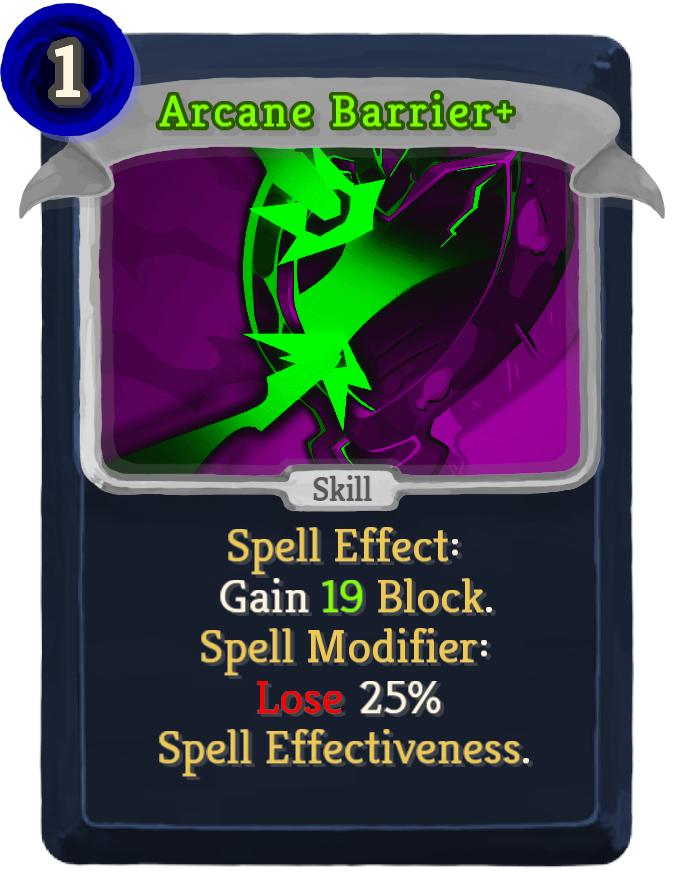 1
Arcane Barrier+
Skill
Spell Effect:
Gain 19 Block.
Spell Modifier:
Lose 25%
Spell Effectiveness.